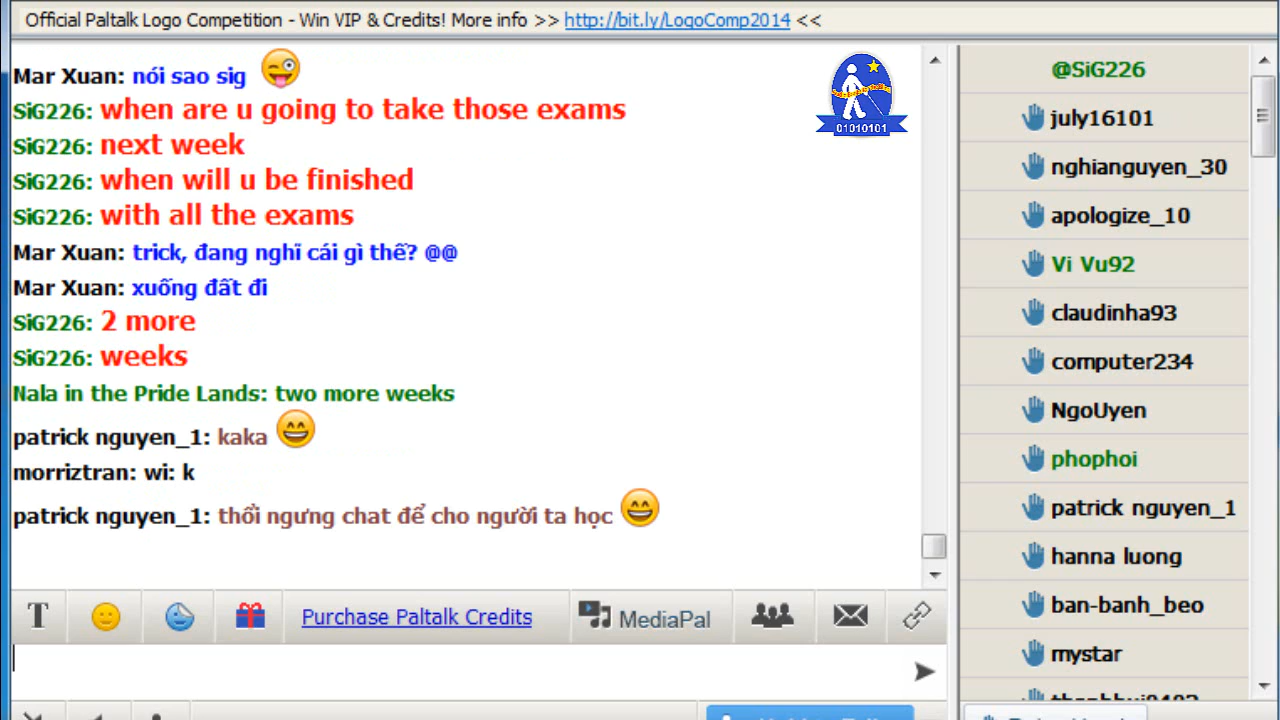 Official Paltalk Logo Competition - Win VIP & Credits! More info >> http://bit.ly/LogoComp2014 <<
Mar Xuan: nói sao sig
SiG226: when are u going to take those exams
SiG226: next week
SiG226: when will u be finished
SiG226: with all the exams
Mar Xuan: trick, đang nghĩ cái gì thế? @@
Mar Xuan: xuống đất đi
SiG226: 2 more
SiG226: weeks
Nala in the Pride Lands: two more weeks
patrick nguyen_1: kaka
morriztran: wi: k
patrick nguyen_1: thổi ngưng chat để cho người ta học
01010101
T
Purchase Paltalk Credits
MediaPal
@SiG226
july16101
nghianguyen_30
apologize_10
Vi Vu92
claudinha93
computer234
NgoUyen
phophoi
patrick nguyen_1
hanna luong
ban-banh_beo
mystar